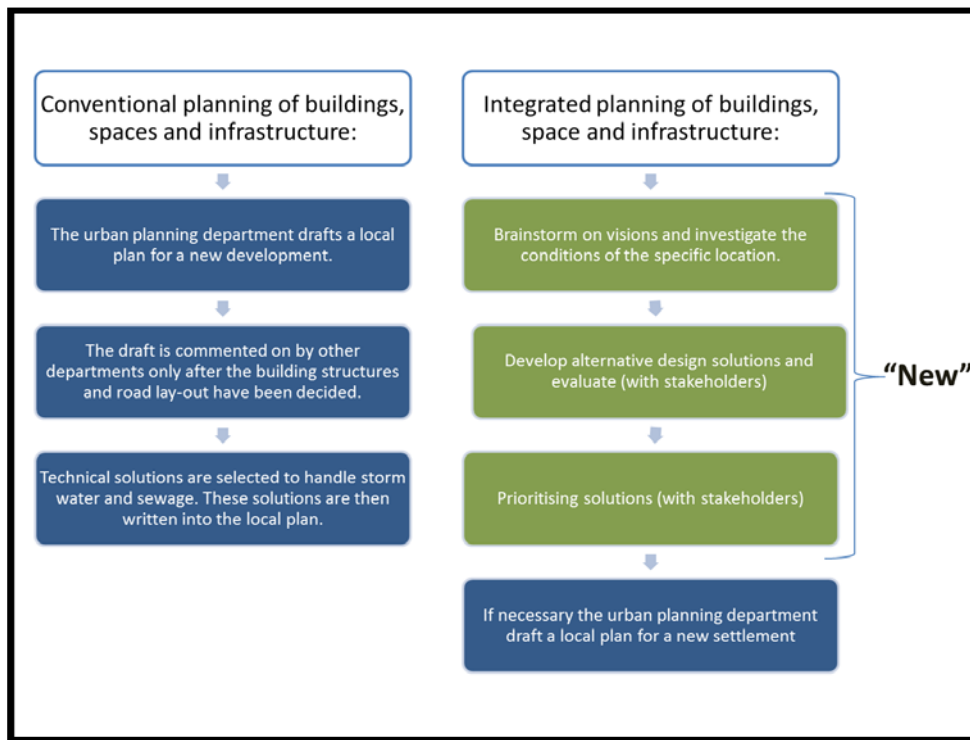 Conventional planning of buildings,
spaces and infrastructure:
The urban planning department drafts a local
plan for a new development.
The draft is commented on by other
departments only after the building structures
and road lay-out have been decided.
Technical solutions are selected to handle storm
water and sewage. These solutions are then
written into the local plan.
Integrated planning of buildings,
space and infrastructure:
Brainstorm on visions and investigate the
conditions of the specific location.
Develop alternative design solutions and
evaluate (with stakeholders)
Prioritising solutions (with stakeholders)
If necessary the urban planning department
draft a local plan for a new settlement
“New”